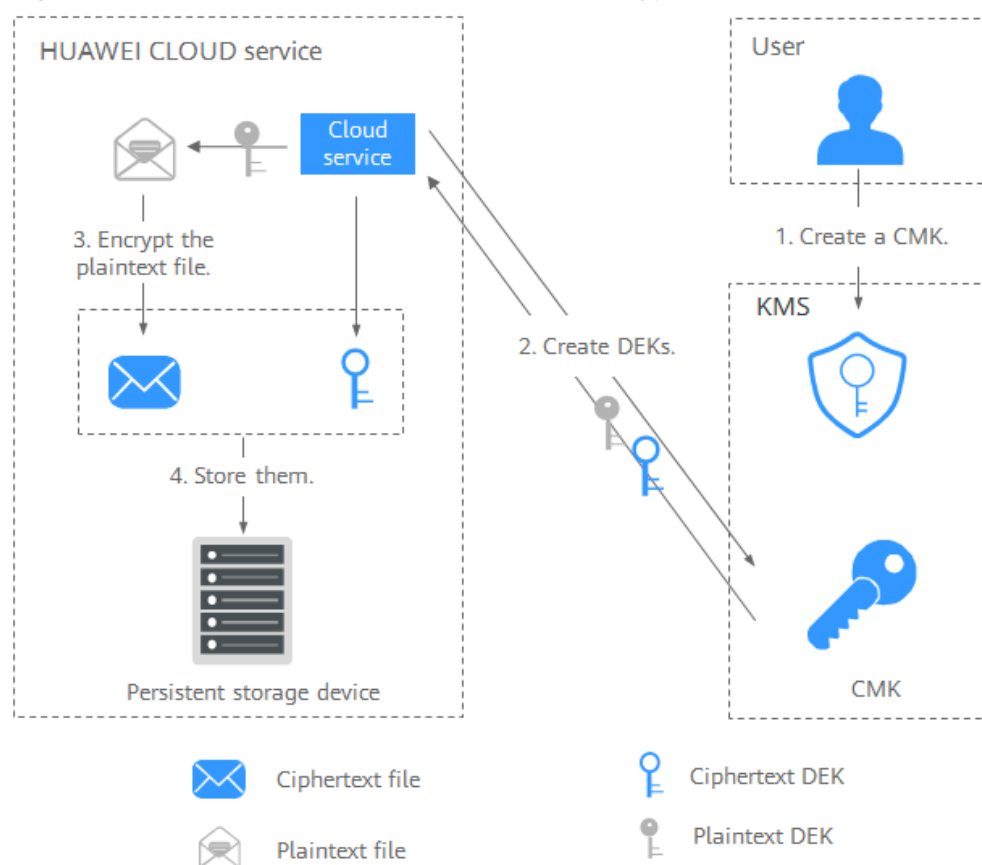 HUAWEI CLOUD service
User
Cloud
service
3. Encrypt the
plaintext file.
1. Create a CMK.
KMS
2. Create DEKs.
4. Store them.
Persistent storage device
CMK
Ciphertext file
Ciphertext DEK
Plaintext file
Plaintext DEK